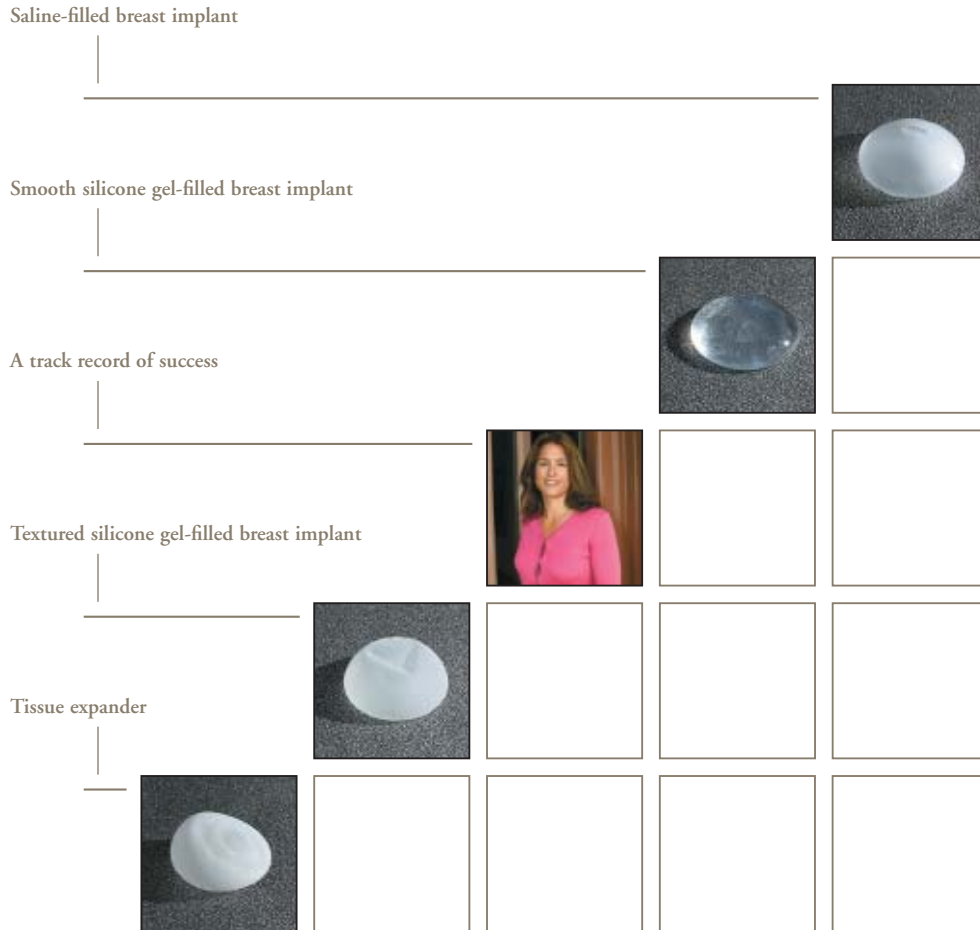 Saline-filled breast implant
Smooth silicone gel-filled breast implant
A track record of success
Textured silicone gel-filled breast implant
Tissue expander